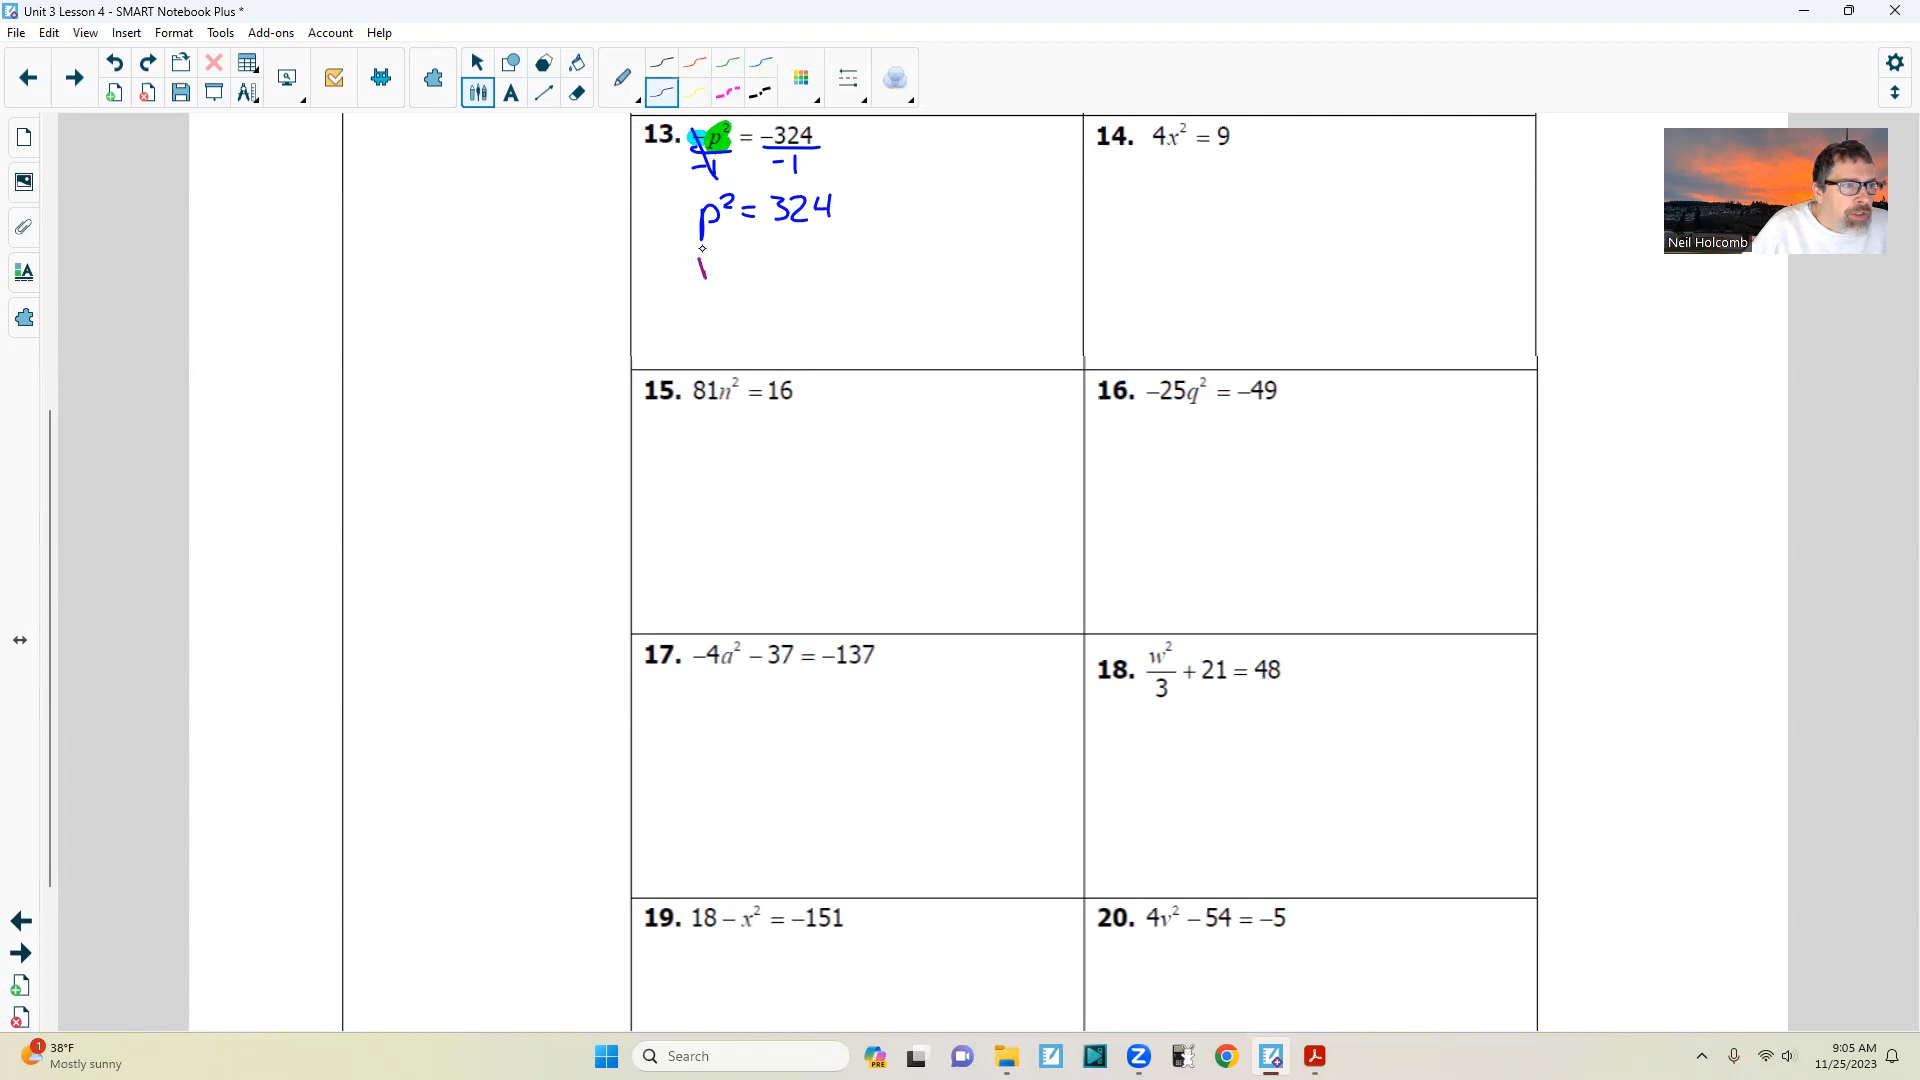 Unit 3 Lesson 4 - SMART Notebook Plus *
File Edit View Insert Format Tools Add-ons Account Help
13. -p² = -324
-1 -1
p² = 324
14. 4x² = 9
Neil Holcomb
15. 81n² = 16
16. -25q² = -49
17. -4a² - 37 = -137
18. w²/3 + 21 = 48
19. 18 - x² = -151
20. 4v² - 54 = -5
1
38°F
Mostly sunny
Search
PRE
9:05 AM
11/25/2023